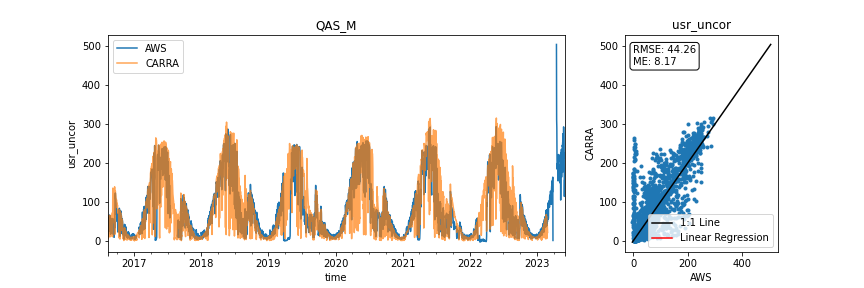 QAS_M
usr_uncor
500
400
300
200
100
0
AWS
CARRA
2017
2018
2019
2020
2021
2022
2023
time
usr_uncor
CARRA
500
400
300
200
100
0
RMSE: 44.26
ME: 8.17
1:1 Line
Linear Regression
0
200
400
AWS